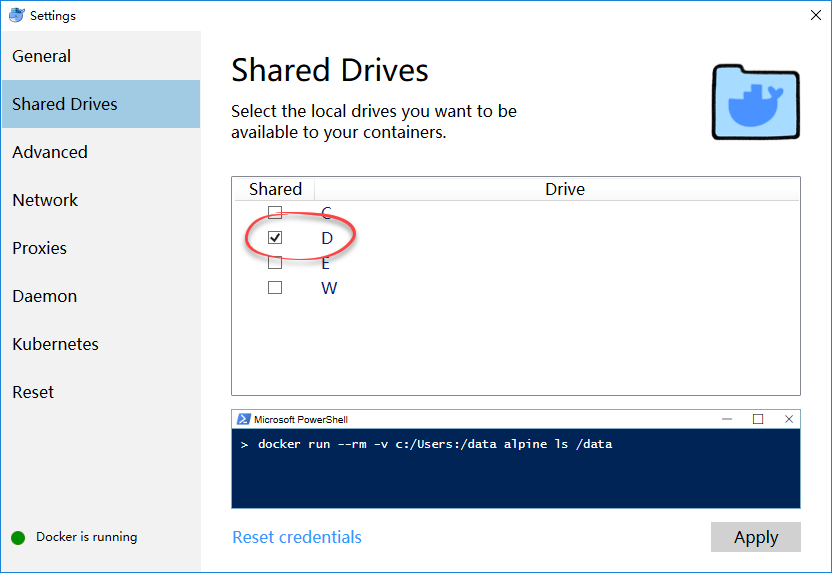 Settings
General
Shared Drives
Advanced
Network
Proxies
Daemon
Kubernetes
Reset
Docker is running
Shared Drives
Select the local drives you want to be
available to your containers.
Shared Drive
C
D
E
W
Microsoft PowerShell
> docker run --rm -v c:/Users:/data alpine ls /data
Reset credentials
Apply